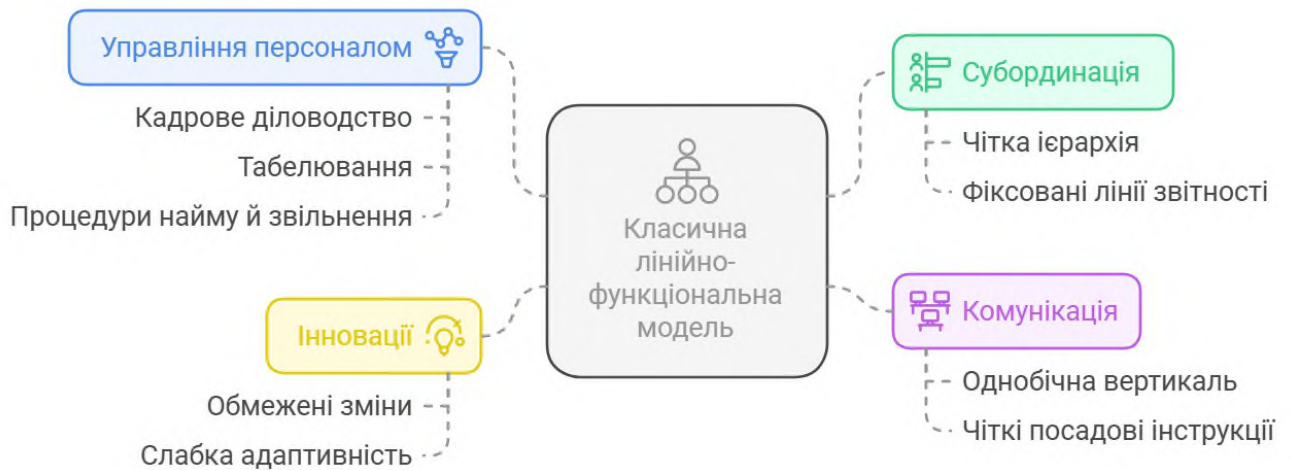 Управління персоналом
Кадрове діловодство
Табелювання
Процедури найму й звільнення
Інновації
Обмежені зміни
Слабка адаптивність
Класична
лінійно-
функціональна
модель
Субординація
Чітка ієрархія
Фіксовані лінії звітності
Комунікація
Однобічна вертикаль
Чіткі посадові інструкції